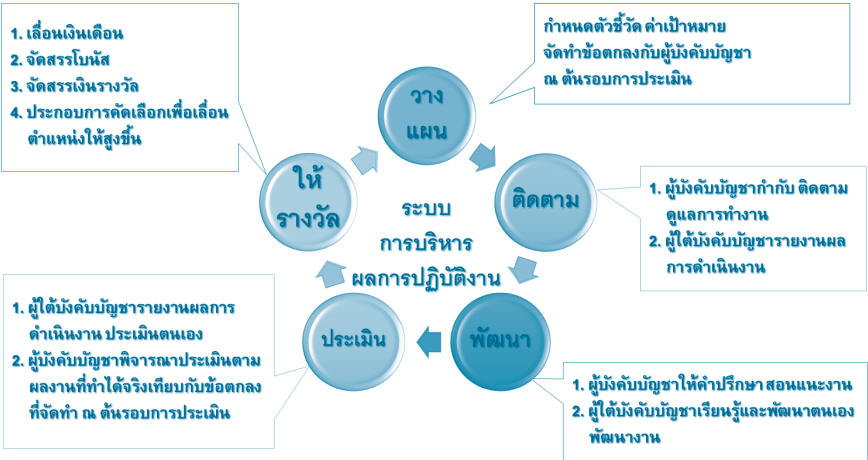 1. เลื่อนเงินเดือน
2. จัดสรรโบนัส
3. จัดสรรเงินรางวัล
4. ประกอบการคัดเลือกเพื่อเลื่อน
ตำแหน่งให้สูงขึ้น
กำหนดตัวชี้วัด ค่าเป้าหมาย
จัดทำข้อตกลงกับผู้บังคับบัญชา
ณ ต้นรอบการประเมิน
วาง
แผน
ให้
รางวัล
ติดตาม
ระบบ
การบริหาร
ผลการปฏิบัติงาน
1. ผู้บังคับบัญชากำกับ ติดตาม
ดูแลการทำงาน
2. ผู้ใต้บังคับบัญชารายงานผล
การดำเนินงาน
ประเมิน
พัฒนา
1. ผู้ใต้บังคับบัญชารายงานผลการ
ดำเนินงาน ประเมินตนเอง
2. ผู้บังคับบัญชาพิจารณาประเมินตาม
ผลงานที่ทำได้จริงเทียบกับข้อตกลง
ที่จัดทำ ณ ต้นรอบการประเมิน
1. ผู้บังคับบัญชาให้คำปรึกษา สอนแนะงาน
2. ผู้ใต้บังคับบัญชาเรียนรู้และพัฒนาตนเอง
พัฒนางาน